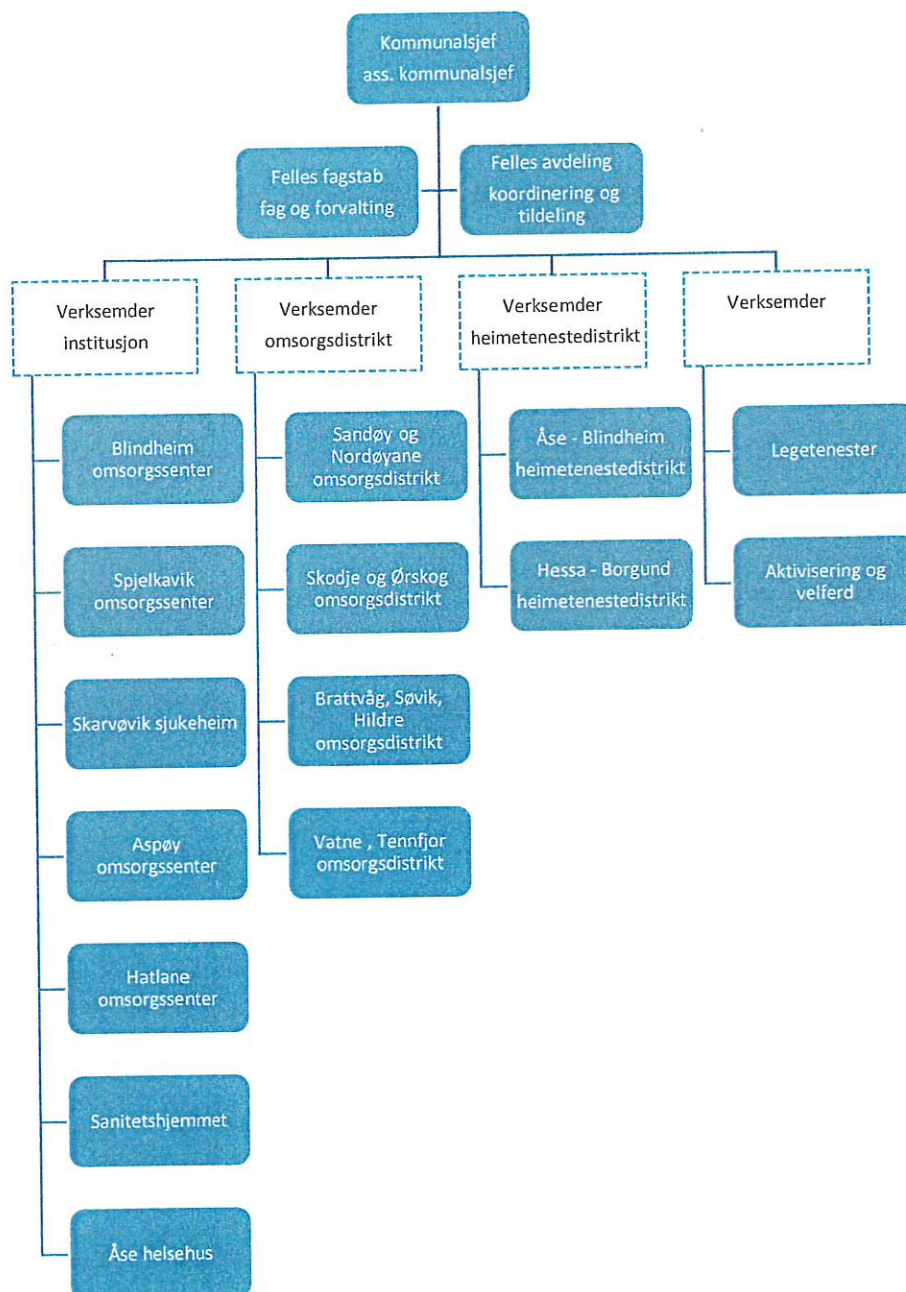 Kommunalsjef
ass. kommunalsjef
Felles fagstab
fag og forvalting
Felles avdeling
koordinering og
tildeling
Verksemder
institusjon
Verksemder
omsorgsdistrikt
Verksemder
heimetenestedistrikt
Verksemder
Blindheim
omsorgssenter
Spjelkavik
omsorgssenter
Skarvøvik sjukeheim
Aspøy
omsorgssenter
Hatlane
omsorgssenter
Sanitetshjemmet
Åse helsehus
Sandøy og
Nordøyane
omsorgsdistrikt
Skodje og Ørskog
omsorgsdistrikt
Brattvåg, Søvik,
Hildre
omsorgsdistrikt
Vatne , Tennfjor
omsorgsdistrikt
Åse - Blindheim
heimetenestedistrikt
Hessa - Borgund
heimetenestedistrikt
Legetenester
Aktivisering og
velferd